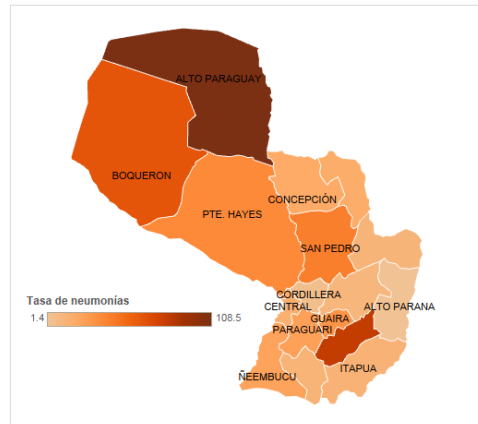 ALTO PARAGUAY
BOQUERON
CONCEPCIÓN
PTE. HAYES
SAN PEDRO
Tasa de neumonías
1.4 108.5
CORDILLERA
CENTRAL
ALTO PARANA
GUAIRA
PARAGUARI
ITAPUA
ÑEEMBUCU